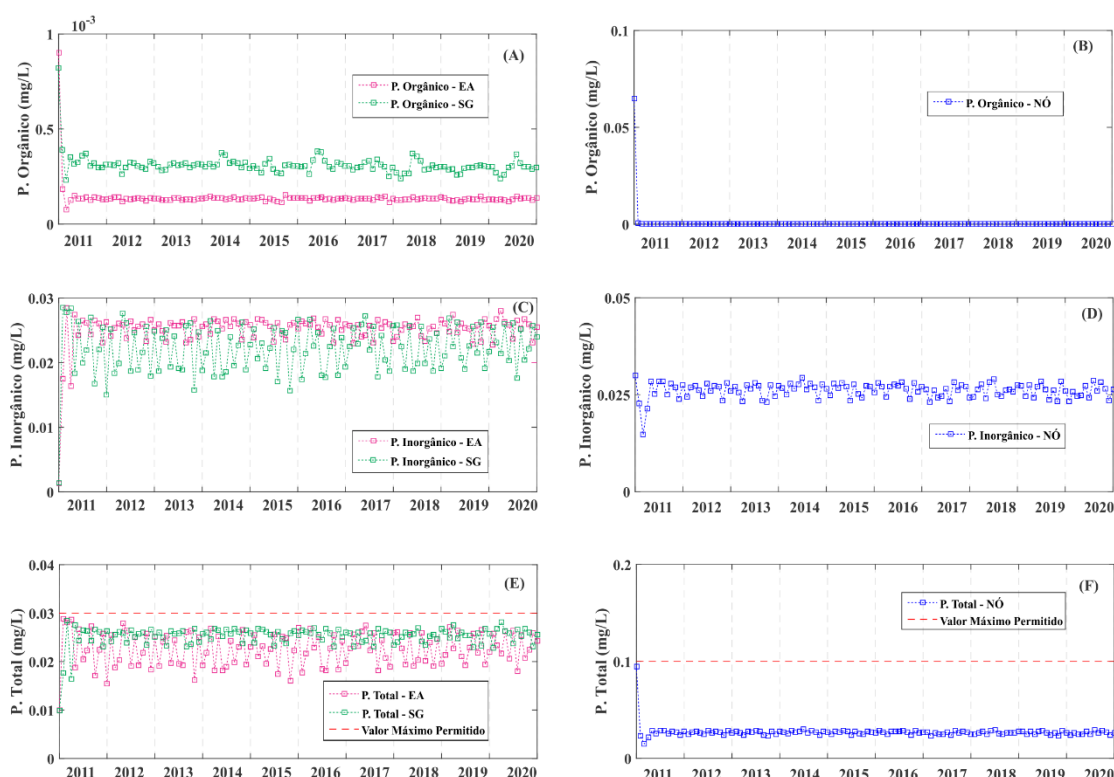 10⁻³
(A)
P. Orgânico (mg/L)
1
0.5
0
P. Orgânico - EA
P. Orgânico - SG
2011 2012 2013 2014 2015 2016 2017 2018 2019 2020
(B)
P. Orgânico (mg/L)
0.1
0.05
0
P. Orgânico - NÓ
2011 2012 2013 2014 2015 2016 2017 2018 2019 2020
(C)
P. Inorgânico (mg/L)
0.03
0.02
0.01
0
P. Inorgânico - EA
P. Inorgânico - SG
2011 2012 2013 2014 2015 2016 2017 2018 2019 2020
(D)
P. Inorgânico (mg/L)
0.05
0.025
0
P. Inorgânico - NÓ
2011 2012 2013 2014 2015 2016 2017 2018 2019 2020
(E)
P. Total (mg/L)
0.04
0.03
0.02
0.01
0
P. Total - EA
P. Total - SG
Valor Máximo Permitido
2011 2012 2013 2014 2015 2016 2017 2018 2019 2020
(F)
P. Total (mg/L)
0.2
0.1
0
P. Total - NÓ
Valor Máximo Permitido
2011 2012 2013 2014 2015 2016 2017 2018 2019 2020